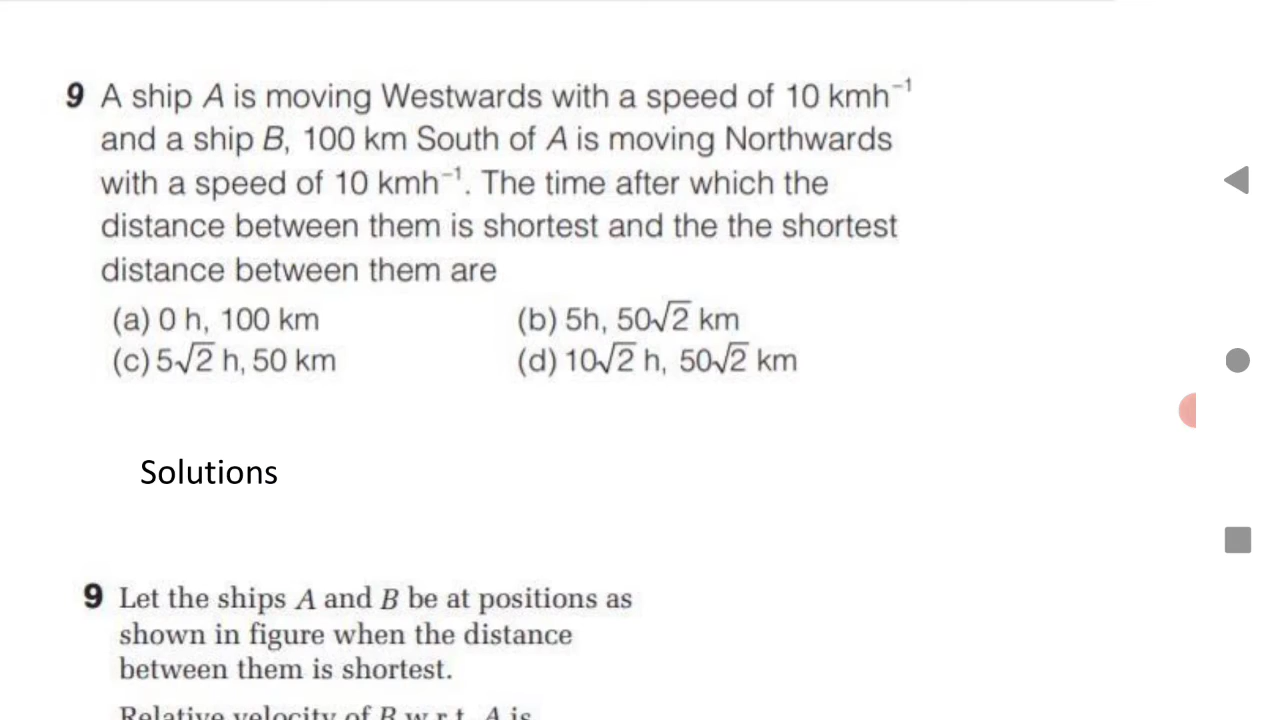 9 A ship A is moving Westwards with a speed of 10 kmh⁻¹
and a ship B, 100 km South of A is moving Northwards
with a speed of 10 kmh⁻¹. The time after which the
distance between them is shortest and the the shortest
distance between them are
(a) 0 h, 100 km (b) 5h, 50√2 km
(c) 5√2 h, 50 km (d) 10√2 h, 50√2 km
Solutions
9 Let the ships A and B be at positions as
shown in figure when the distance
between them is shortest.
Relative velocity of B w.r.t. A is